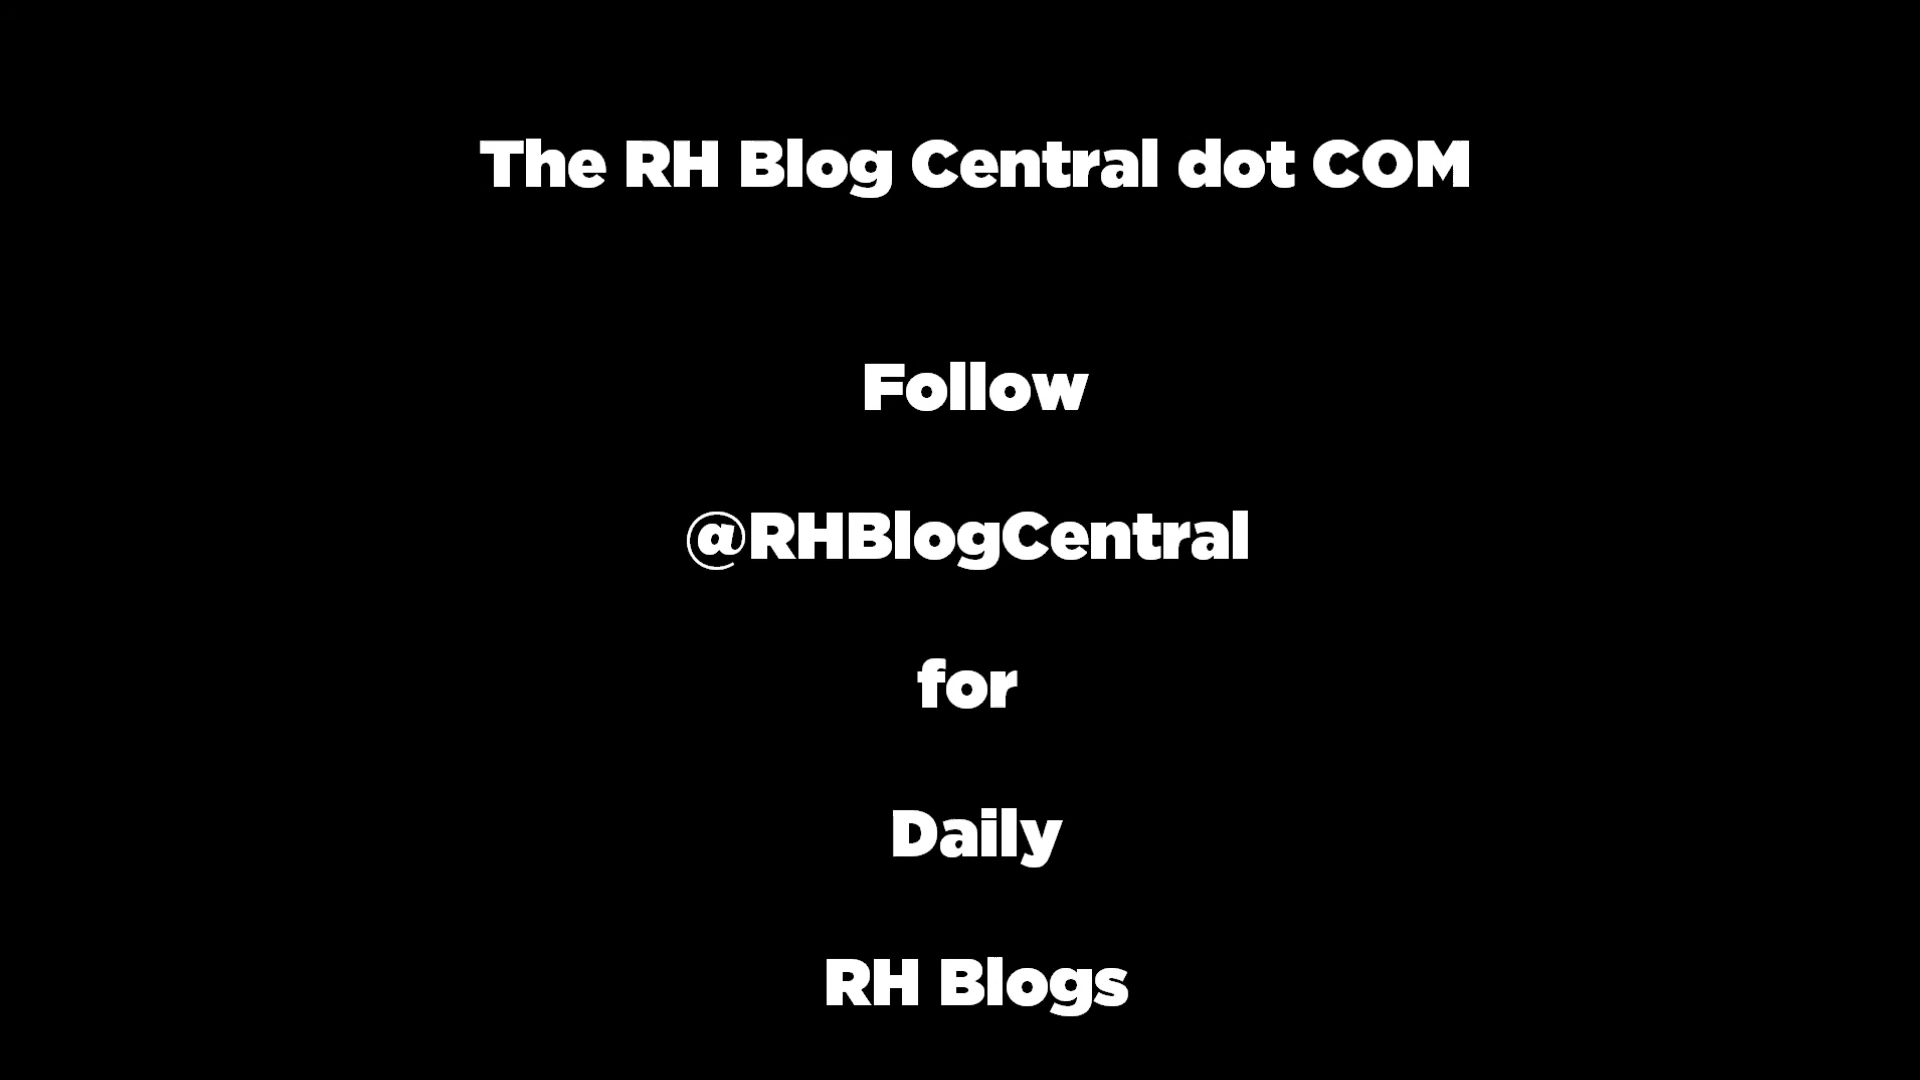 The RH Blog Central dot COM
Follow
@RHBlogCentral
for
Daily
RH Blogs